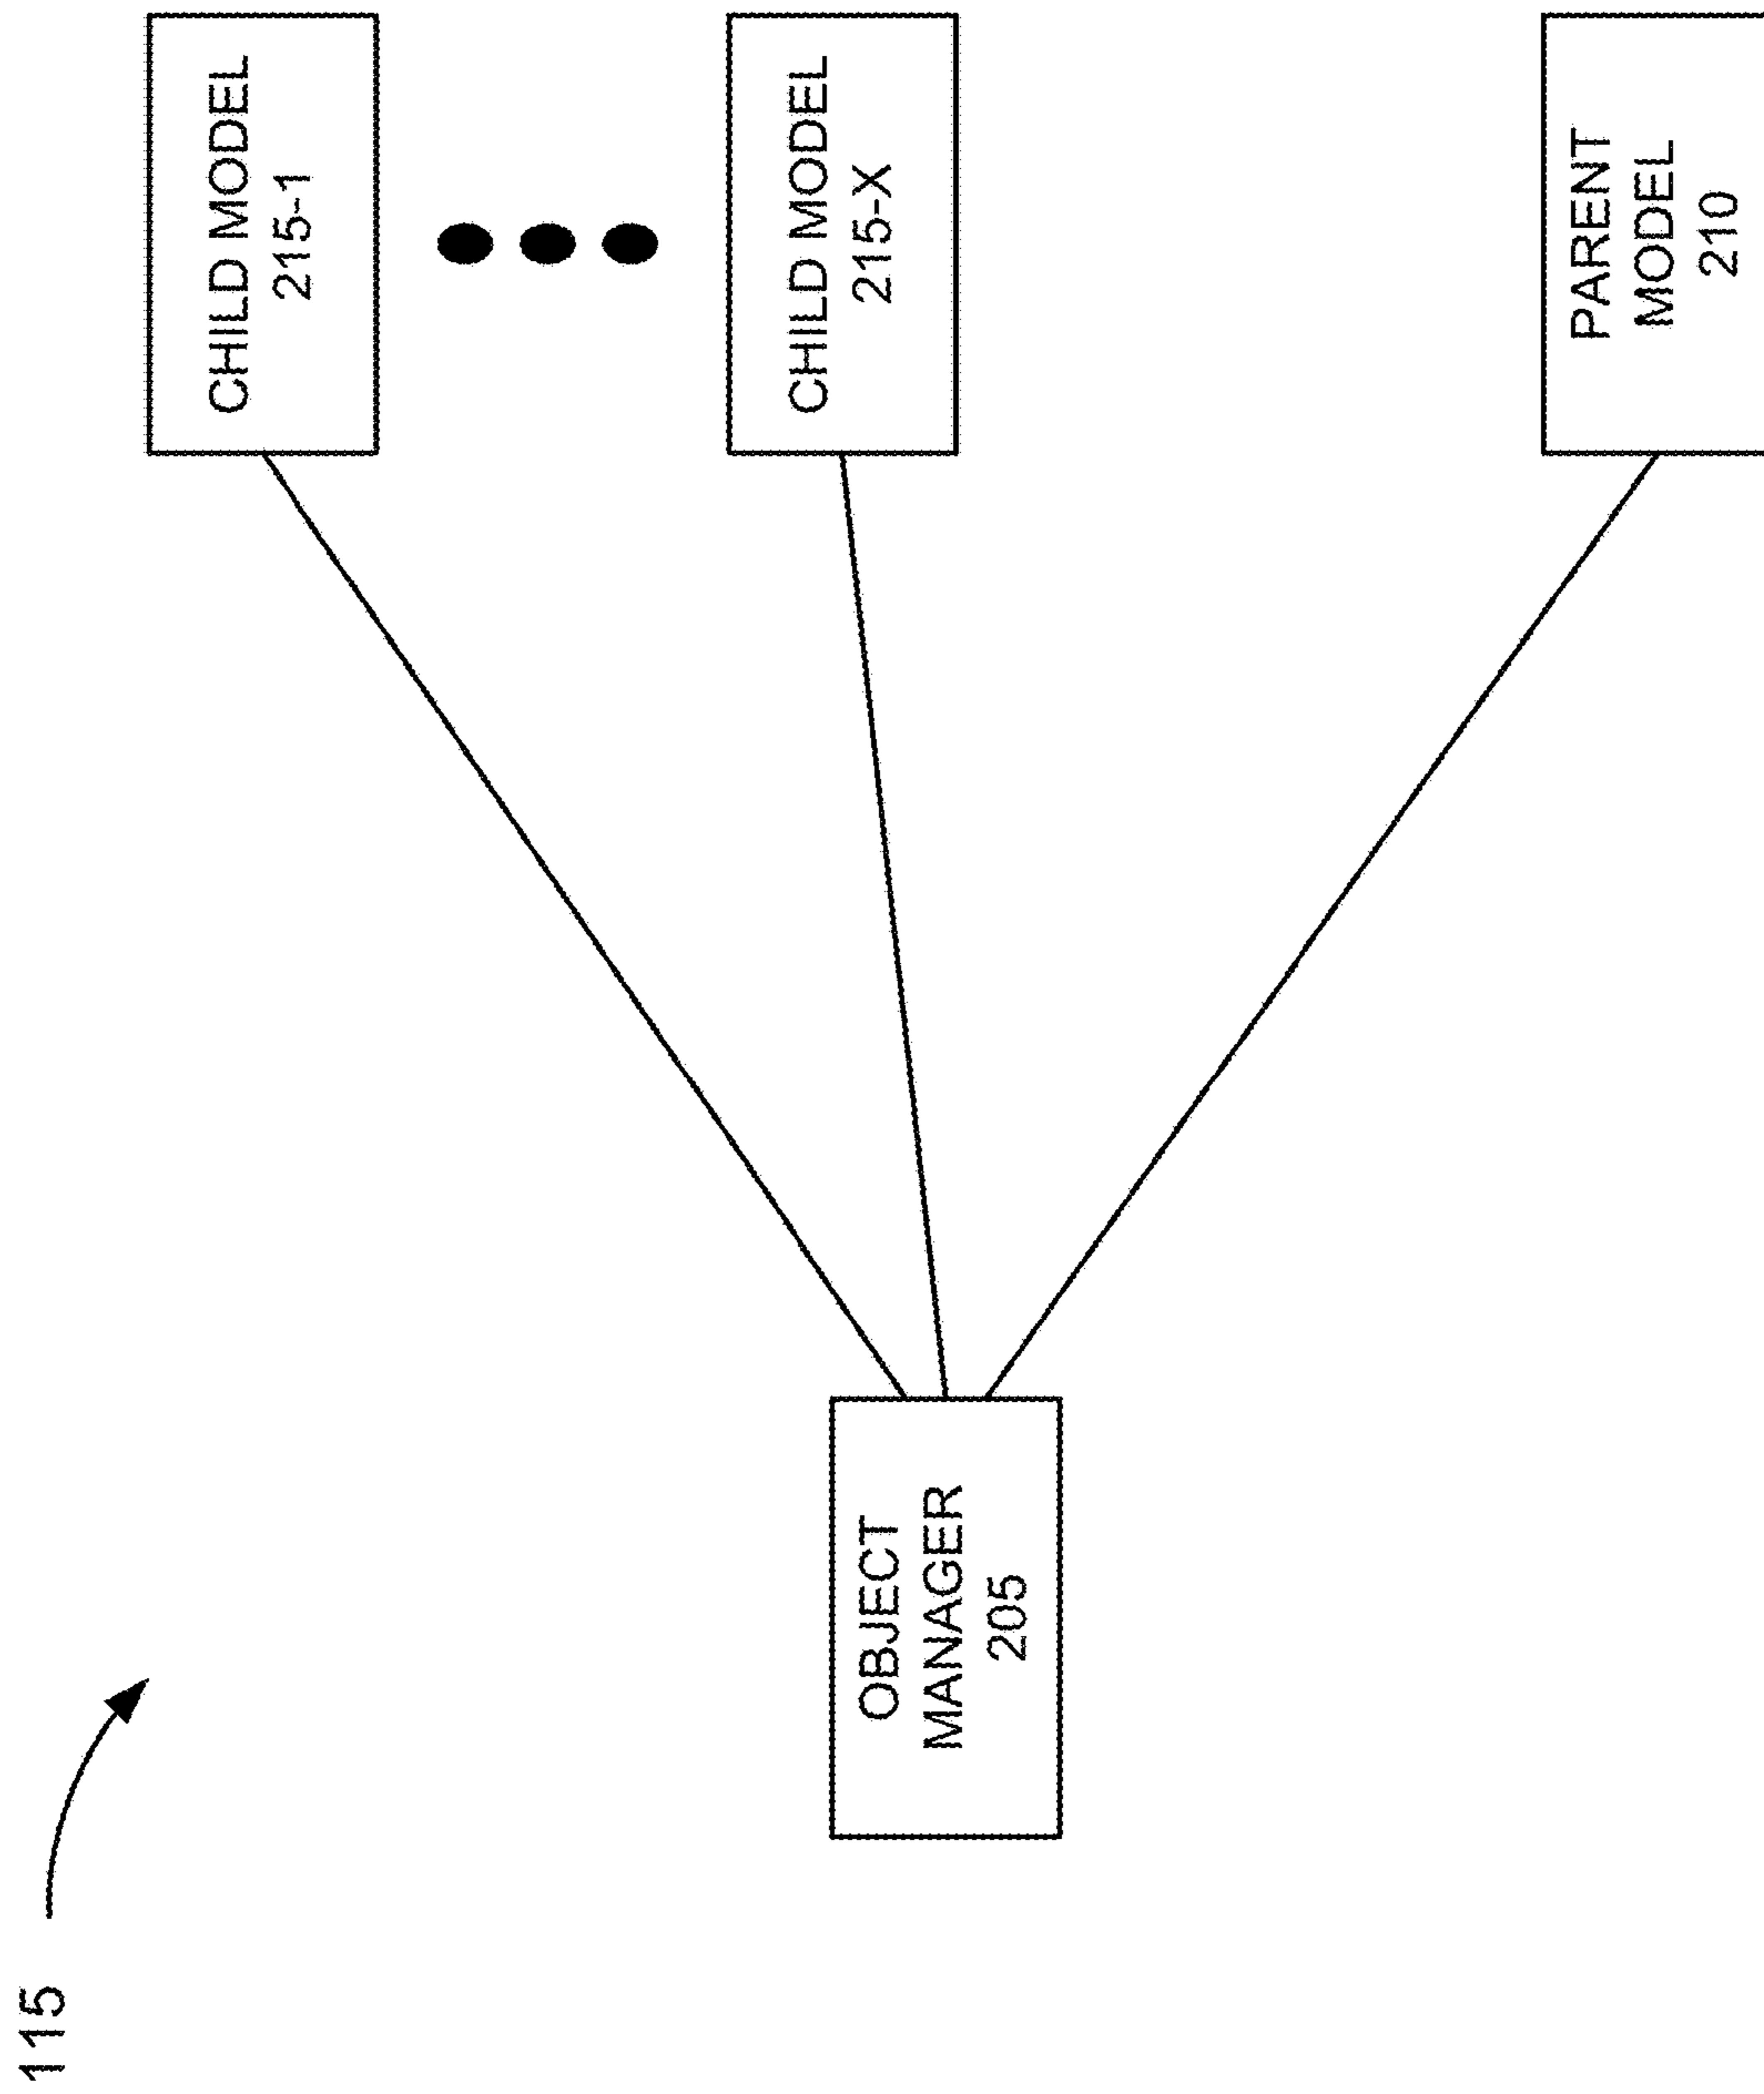 115
CHILD MODEL
215-1
CHILD MODEL
215-X
OBJECT
MANAGER
205
PARENT
MODEL
210